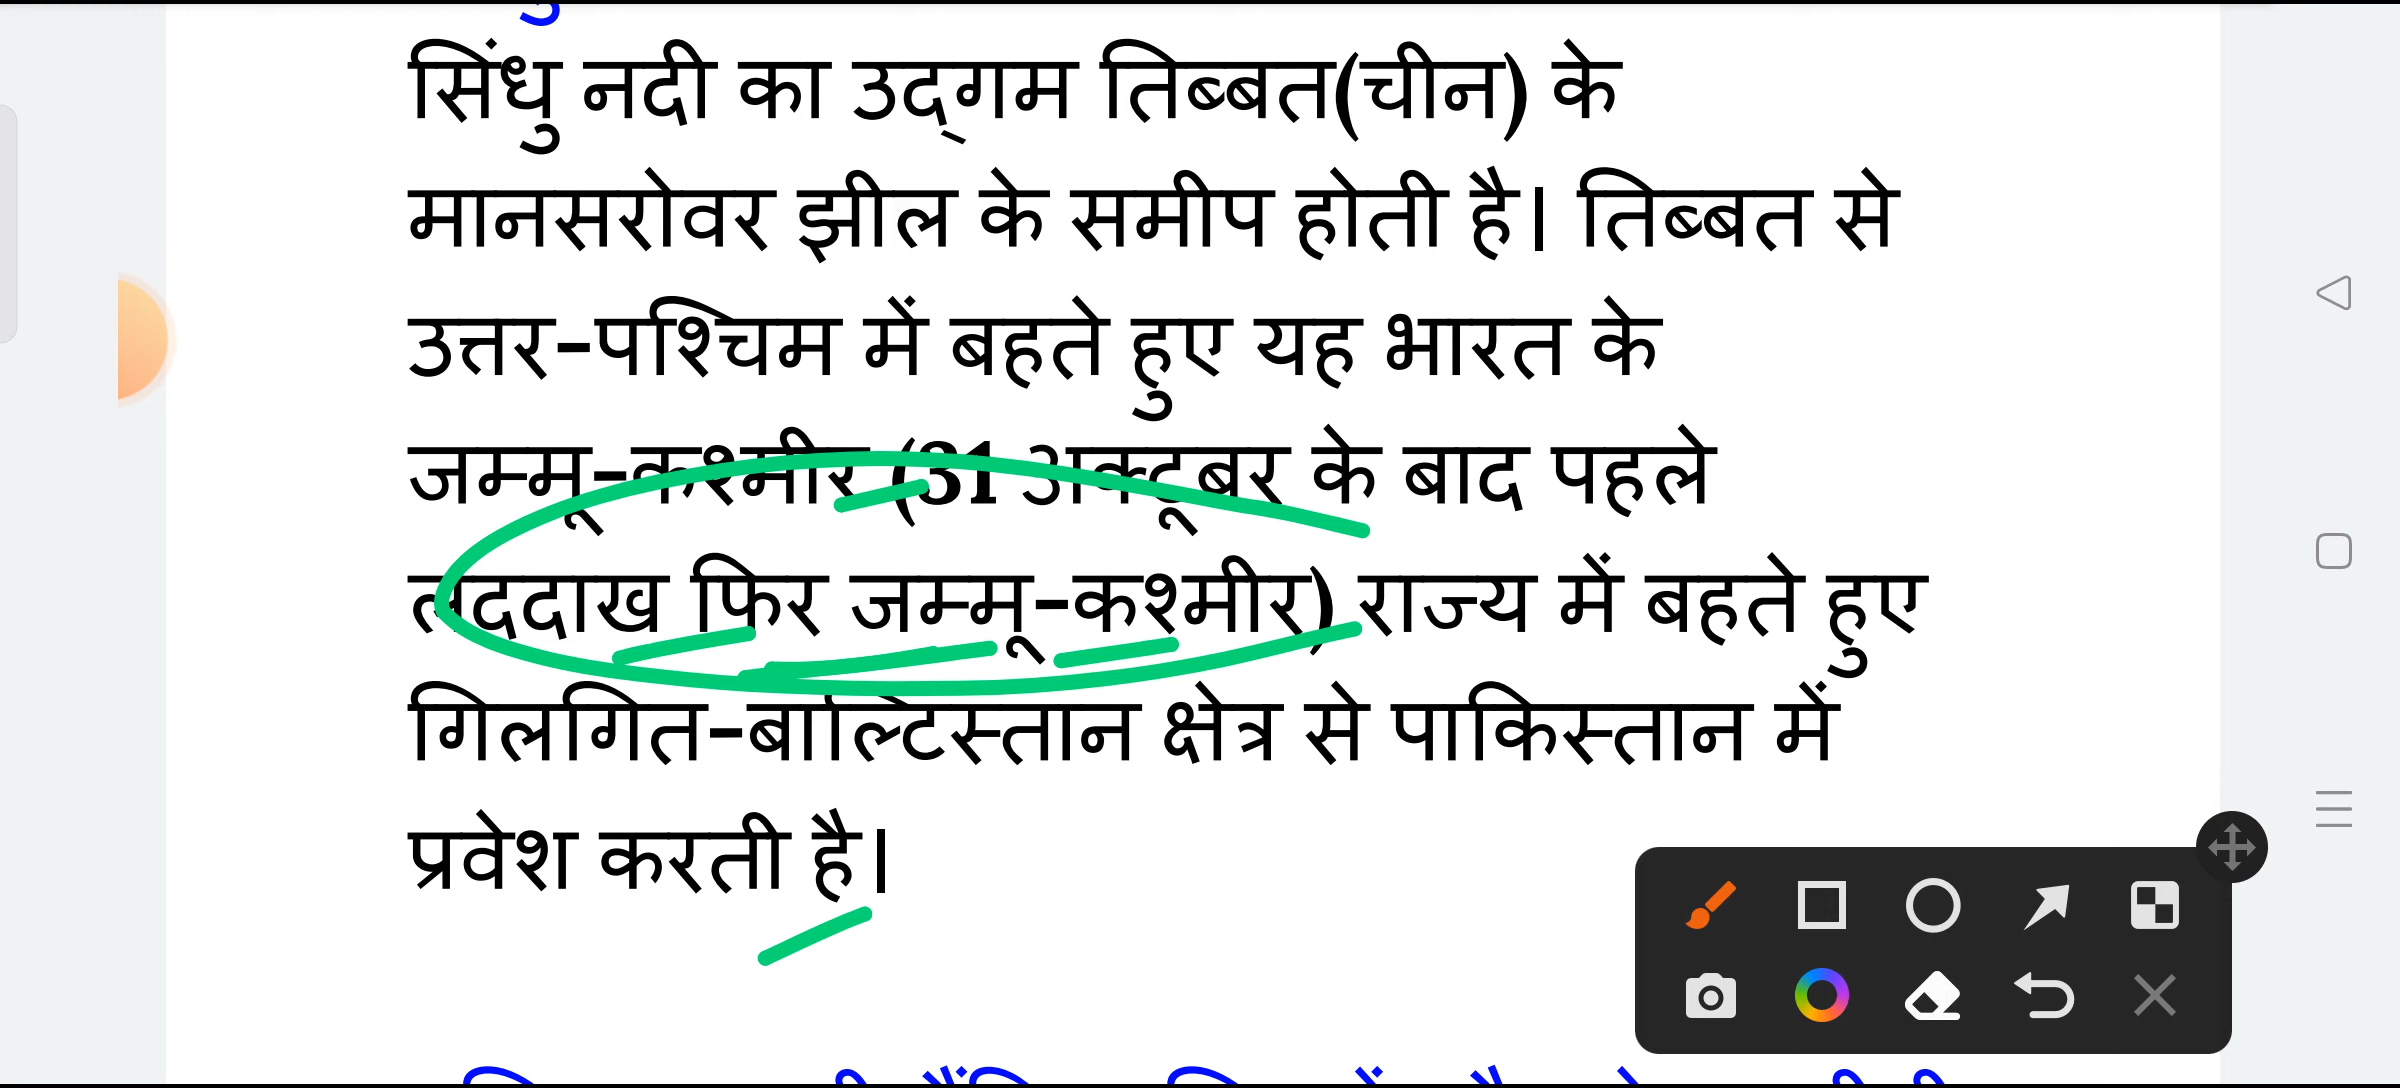 सिंधु नदी का उद्गम तिब्बत(चीन) के
मानसरोवर झील के समीप होती है। तिब्बत से
उत्तर-पश्चिम में बहते हुए यह भारत के
जम्मू-कश्मीर (31 अक्टूबर के बाद पहले
लददाख फिर जम्मू-कश्मीर) राज्य में बहते हुए
गिलगित-बाल्टिस्तान क्षेत्र से पाकिस्तान में
प्रवेश करती है।